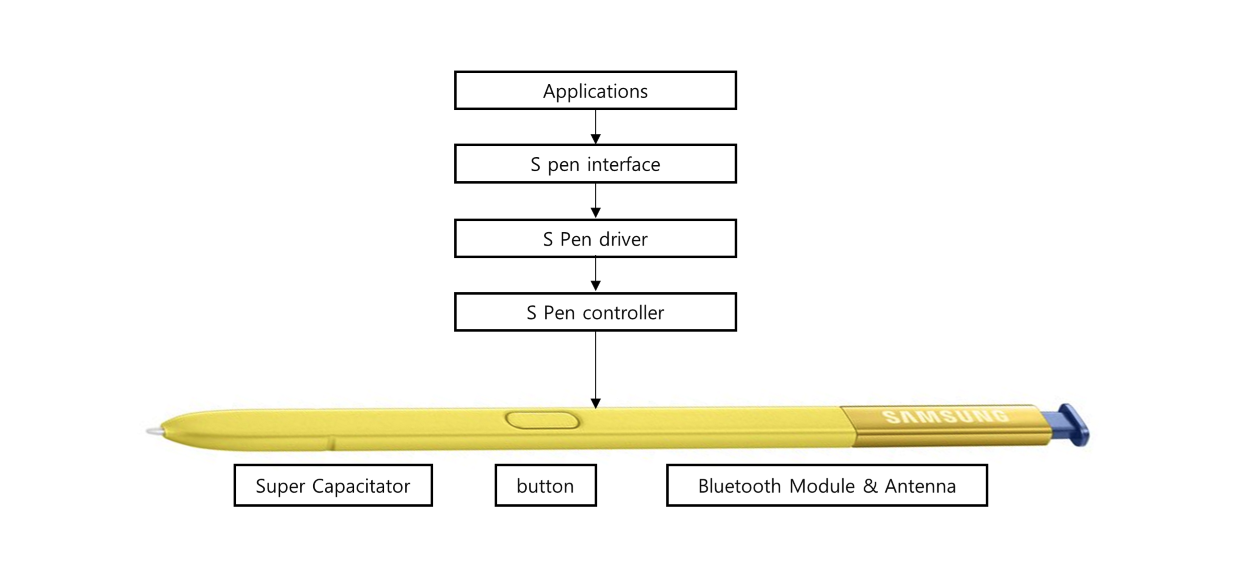 Applications
S pen interface
S Pen driver
S Pen controller
SAMSUNG
Super Capacitator
button
Bluetooth Module & Antenna